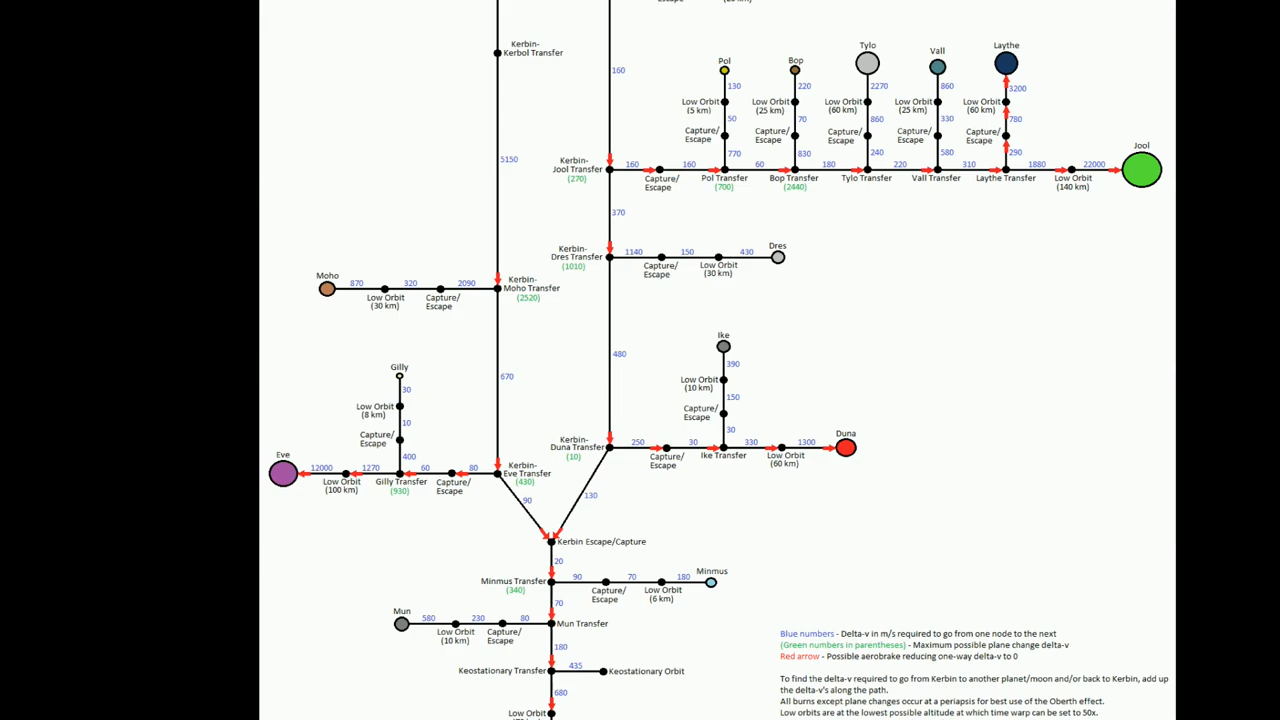 Escape
Kerbin-
Kerbol Transfer
160
5150
Pol
Bop
Tylo
Vall
Laythe
130
220
2270
860
3200
Low Orbit
(5 km)
Low Orbit
(25 km)
Low Orbit
(60 km)
Low Orbit
(25 km)
Low Orbit
(60 km)
50
70
860
330
780
Capture/
Escape
Capture/
Escape
Capture/
Escape
Capture/
Escape
Capture/
Escape
770
830
240
580
290
Kerbin-
Jool Transfer
(270)
160
Capture/
Escape
160
Pol Transfer
(700)
60
Bop Transfer
(2440)
180
Tylo Transfer
220
Vall Transfer
310
Laythe Transfer
1880
Low Orbit
(140 km)
22000
Jool
370
Kerbin-
Dres Transfer
(1010)
1140
Capture/
Escape
150
Low Orbit
(30 km)
430
Dres
Moho
870
Low Orbit
(30 km)
320
Capture/
Escape
2090
Kerbin-
Moho Transfer
(2520)
480
670
Ike
390
Low Orbit
(10 km)
150
Capture/
Escape
30
Gilly
30
Low Orbit
(8 km)
10
Capture/
Escape
400
Kerbin-
Duna Transfer
(10)
250
Capture/
Escape
30
Ike Transfer
330
Low Orbit
(60 km)
1300
Duna
Eve
12000
Low Orbit
(100 km)
1270
Gilly Transfer
(930)
60
Capture/
Escape
80
Kerbin-
Eve Transfer
(430)
90
130
Kerbin Escape/Capture
20
Minmus Transfer
(340)
90
Capture/
Escape
70
Low Orbit
(6 km)
180
Minmus
70
Mun
580
Low Orbit
(10 km)
230
Capture/
Escape
80
Mun Transfer
180
Keostationary Transfer
435
Keostationary Orbit
680
Low Orbit
Blue numbers - Delta-v in m/s required to go from one node to the next
(Green numbers in parentheses) - Maximum possible plane change delta-v
Red arrow - Possible aerobrake reducing one-way delta-v to 0
To find the delta-v required to go from Kerbin to another planet/moon and/or back to Kerbin, add up
the delta-v's along the path.
All burns except plane changes occur at a periapsis for best use of the Oberth effect.
Low orbits are at the lowest possible altitude at which time warp can be set to 50x.